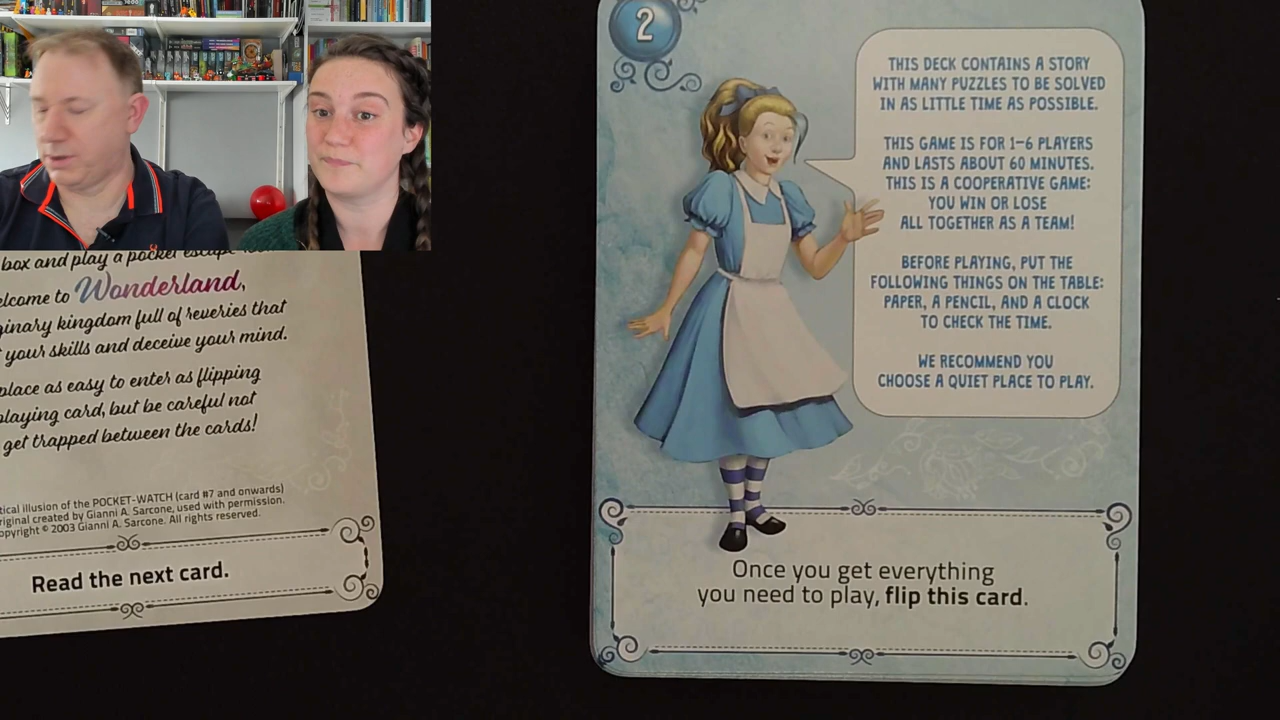 box and play a pocket escape
elcome to Wonderland,
ginary kingdom full of reveries that
your skills and deceive your mind.
place as easy to enter as flipping
playing card, but be careful not
get trapped between the cards!
tical illusion of the POCKET-WATCH (card #7 and onwards)
riginal created by Gianni A. Sarcone, used with permission.
opyright © 2003 Gianni A. Sarcone. All rights reserved.
Read the next card.
2
THIS DECK CONTAINS A STORY
WITH MANY PUZZLES TO BE SOLVED
IN AS LITTLE TIME AS POSSIBLE.
THIS GAME IS FOR 1-6 PLAYERS
AND LASTS ABOUT 60 MINUTES.
THIS IS A COOPERATIVE GAME:
YOU WIN OR LOSE
ALL TOGETHER AS A TEAM!
BEFORE PLAYING, PUT THE
FOLLOWING THINGS ON THE TABLE:
PAPER, A PENCIL, AND A CLOCK
TO CHECK THE TIME.
WE RECOMMEND YOU
CHOOSE A QUIET PLACE TO PLAY.
Once you get everything
you need to play, flip this card.